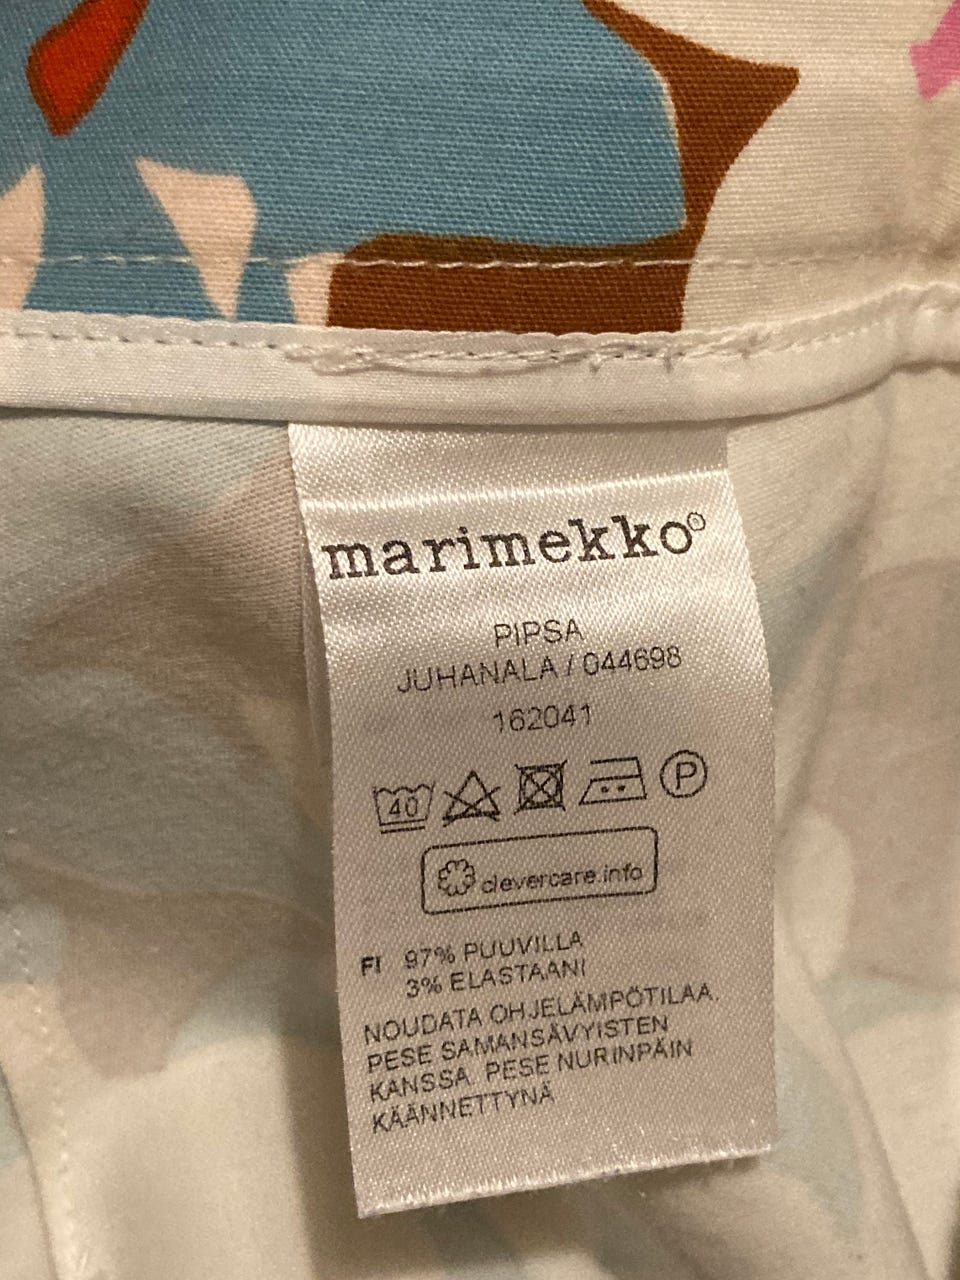 marimekko®
PIPSA
JUHANALA / 044698
162041
40 P
clevercare.info
FI 97% PUUVILLA
3% ELASTAANI
NOUDATA OHJELÄMPÖTILAA.
PESE SAMANSÄVYISTEN
KANSSA. PESE NURINPÄIN
KÄÄNNETTYNÄ